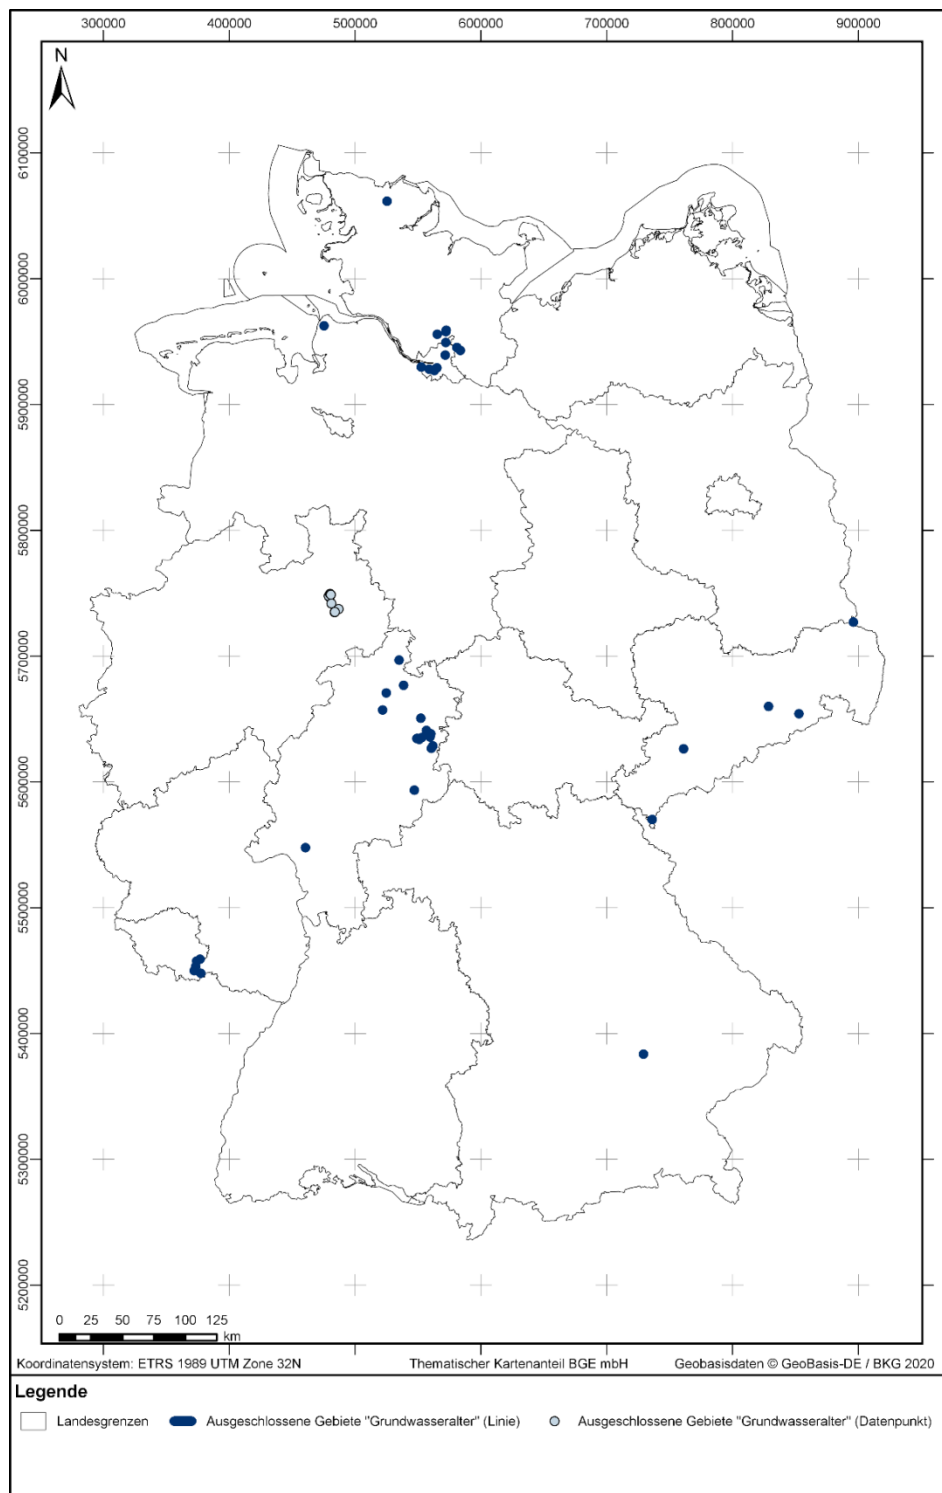 300000 400000 500000 600000 700000 800000 900000
N
6100000
6000000
5900000
5800000
5700000
5600000
5500000
5400000
5300000
5200000
0 25 50 75 100 125
km
Koordinatensystem: ETRS 1989 UTM Zone 32N Thematischer Kartenanteil BGE mbH Geobasisdaten © GeoBasis-DE / BKG 2020
Legende
Landesgrenzen Ausgeschlossene Gebiete "Grundwasseralter" (Linie) Ausgeschlossene Gebiete "Grundwasseralter" (Datenpunkt)